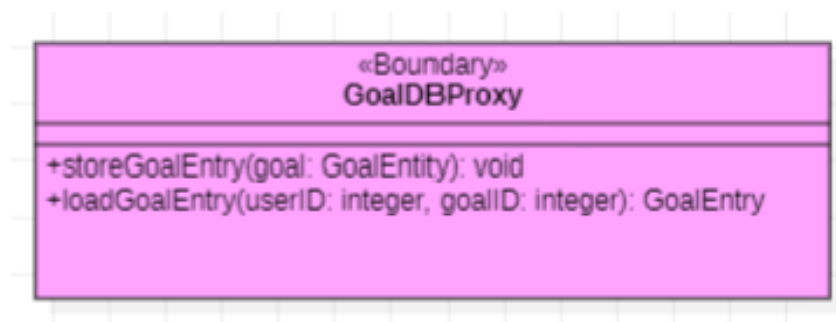 «Boundary»
GoalDBProxy
+storeGoalEntry(goal: GoalEntity): void
+loadGoalEntry(userID: integer, goalID: integer): GoalEntry